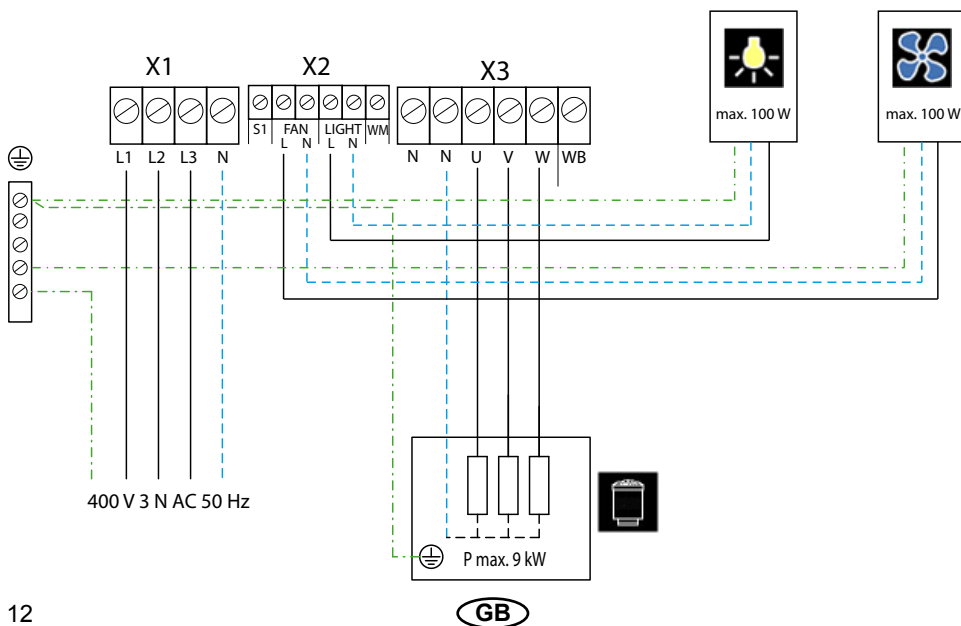 X1 X2 X3
max. 100 W max. 100 W
S1 FAN LIGHT WM
L N L N
L1 L2 L3 N
N N U V W WB
400 V 3 N AC 50 Hz
P max. 9 kW
12 GB